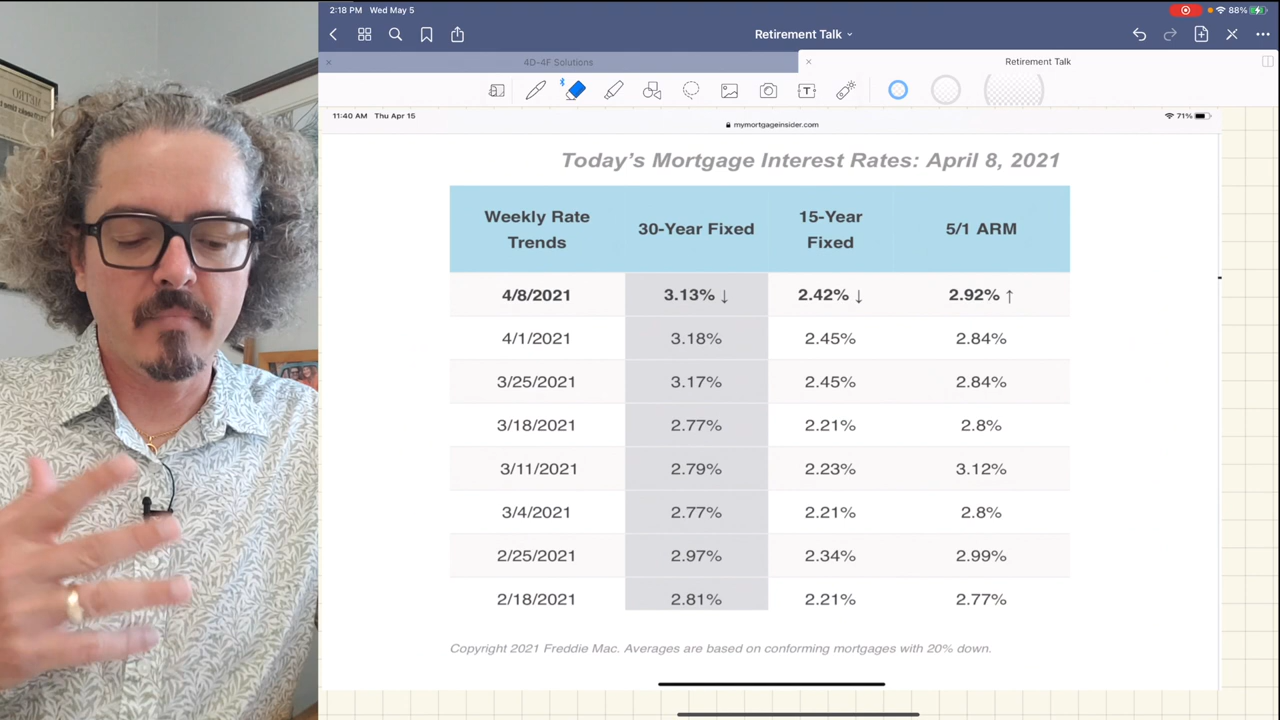 2:18 PM Wed May 5
88%
Retirement Talk
4D-4F Solutions
Retirement Talk
T
11:40 AM Thu Apr 15
mymortgageinsider.com
71%
Today's Mortgage Interest Rates: April 8, 2021
Weekly Rate Trends 30-Year Fixed 15-Year Fixed 5/1 ARM
4/8/2021 3.13% ↓ 2.42% ↓ 2.92% ↑
4/1/2021 3.18% 2.45% 2.84%
3/25/2021 3.17% 2.45% 2.84%
3/18/2021 2.77% 2.21% 2.8%
3/11/2021 2.79% 2.23% 3.12%
3/4/2021 2.77% 2.21% 2.8%
2/25/2021 2.97% 2.34% 2.99%
2/18/2021 2.81% 2.21% 2.77%
Copyright 2021 Freddie Mac. Averages are based on conforming mortgages with 20% down.
METRO